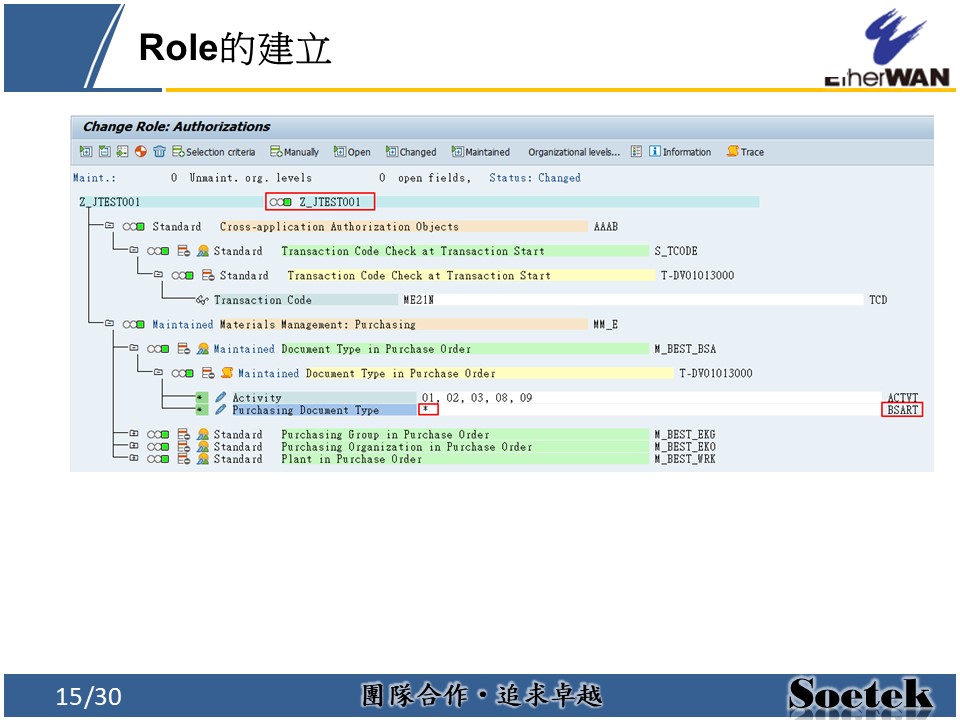 Role的建立
EtherWAN
Change Role: Authorizations
Selection criteria Manually Open Changed Maintained Organizational levels... Information Trace
Maint.: 0 Unmaint. org. levels 0 open fields, Status: Changed
Z_JTEST001 Z_JTEST001
Standard Cross-application Authorization Objects AAAB
Standard Transaction Code Check at Transaction Start S_TCODE
Standard Transaction Code Check at Transaction Start T-DV01013000
Transaction Code ME21N TCD
Maintained Materials Management: Purchasing MM_E
Maintained Document Type in Purchase Order M_BEST_BSA
Maintained Document Type in Purchase Order T-DV01013000
Activity 01, 02, 03, 08, 09 ACTVT
Purchasing Document Type * BSART
Standard Purchasing Group in Purchase Order M_BEST_EKG
Standard Purchasing Organization in Purchase Order M_BEST_EKO
Standard Plant in Purchase Order M_BEST_WRK
15/30 團隊合作・追求卓越 Soetek